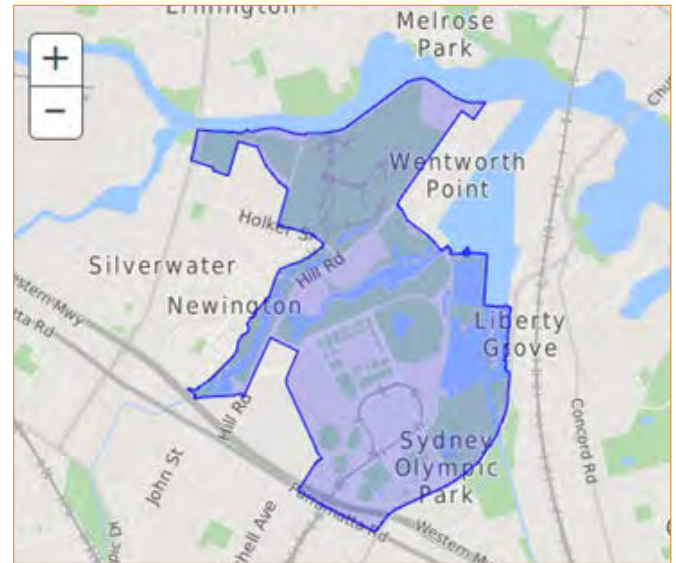 Ermington
Melrose
Park
+
−
Wentworth
Point
Holker St
Silverwater
Hill Rd
Newington
Western Mwy
Liberty
Grove
Hill Rd
Concord Rd
Sydney
Olympic
Park
John St
Parramatta Rd